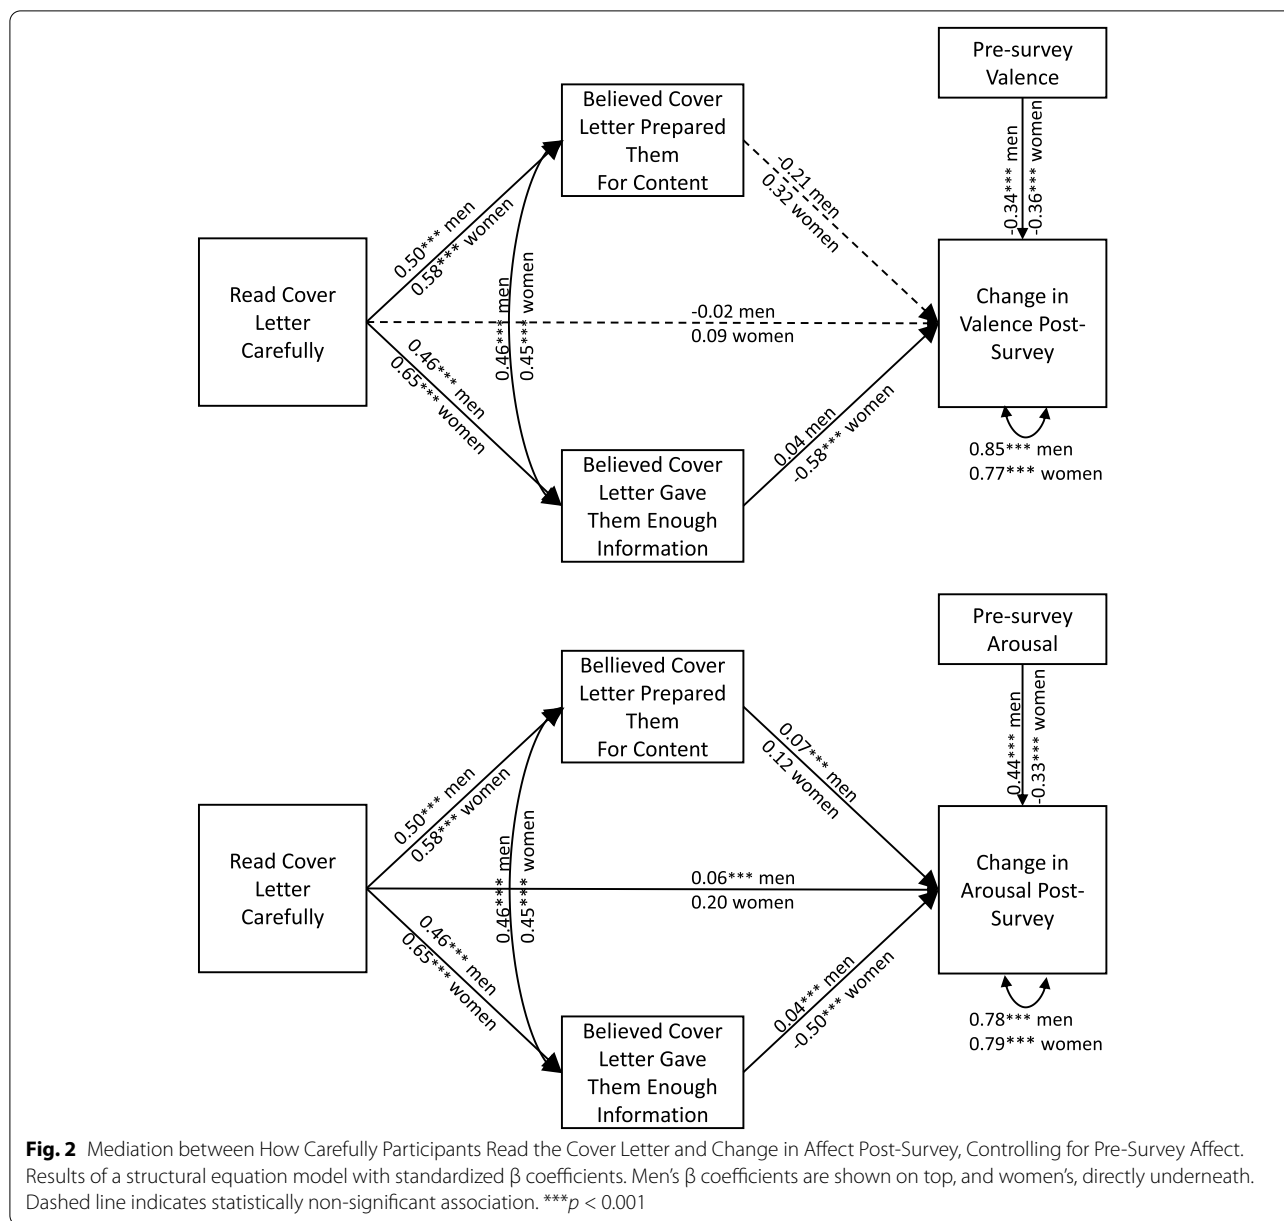 Pre-survey
Valence
Believed Cover
Letter Prepared
Them
For Content
-0.34*** men
-0.36*** women
-0.21 men
0.32 women
0.50*** men
0.58*** women
Read Cover
Letter
Carefully
0.46*** men
0.45*** women
-0.02 men
0.09 women
Change in
Valence Post-
Survey
0.46*** men
0.65*** women
0.04 men
-0.58*** women
0.85*** men
0.77*** women
Believed Cover
Letter Gave
Them Enough
Information
Pre-survey
Arousal
Bellieved Cover
Letter Prepared
Them
For Content
0.44*** men
-0.33*** women
0.07*** men
0.12 women
0.50*** men
0.58*** women
Read Cover
Letter
Carefully
0.46*** men
0.45*** women
0.06*** men
0.20 women
Change in
Arousal Post-
Survey
0.46*** men
0.65*** women
0.04*** men
-0.50*** women
0.78*** men
0.79*** women
Believed Cover
Letter Gave
Them Enough
Information
Fig. 2 Mediation between How Carefully Participants Read the Cover Letter and Change in Affect Post-Survey, Controlling for Pre-Survey Affect.
Results of a structural equation model with standardized β coefficients. Men's β coefficients are shown on top, and women's, directly underneath.
Dashed line indicates statistically non-significant association. ***p < 0.001